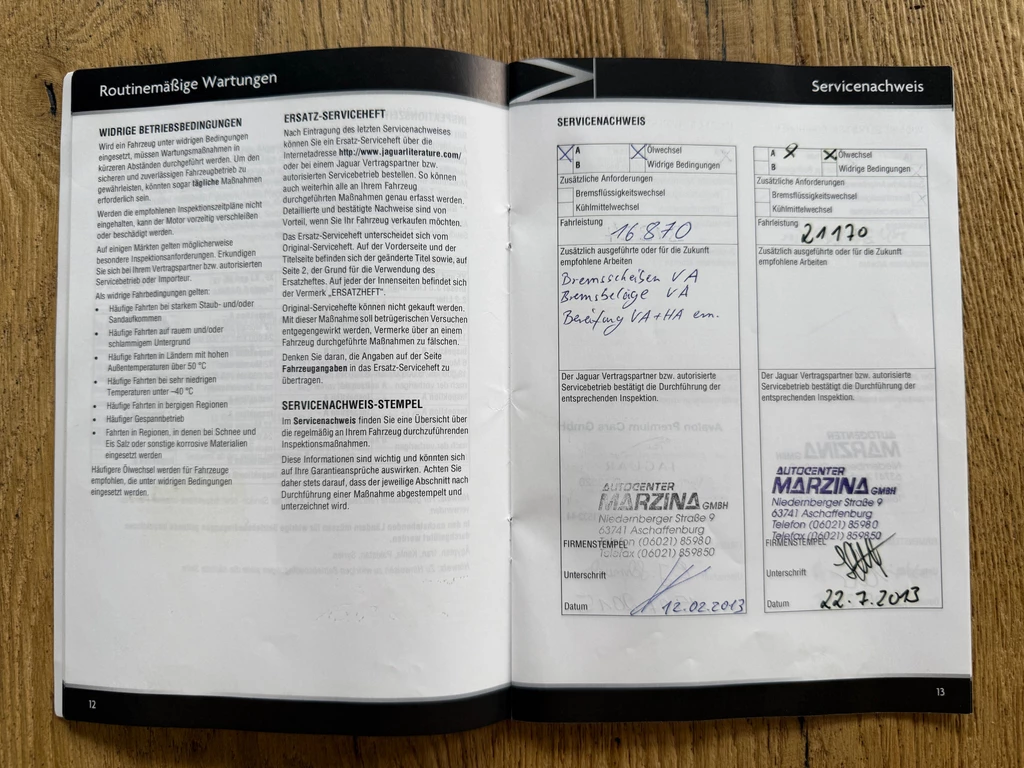 Routinemäßige Wartungen
WIDRIGE BETRIEBSBEDINGUNGEN
Wird ein Fahrzeug unter widrigen Bedingungen
eingesetzt, müssen Wartungsmaßnahmen in
kürzeren Abständen durchgeführt werden. Um den
sicheren und zuverlässigen Fahrzeugbetrieb zu
gewährleisten, könnten sogar tägliche Maßnahmen
erforderlich sein.
Werden die empfohlenen Inspektionszeitpläne nicht
eingehalten, kann der Motor vorzeitig verschleißen
oder beschädigt werden.
Auf einigen Märkten gelten möglicherweise
besondere Inspektionsanforderungen. Erkundigen
Sie sich bei Ihrem Vertragspartner bzw. autorisierten
Servicebetrieb oder Importeur.
Als widrige Fahrbedingungen gelten:
• Häufige Fahrten bei starkem Staub- und/oder
Sandaufkommen
• Häufige Fahrten auf rauem und/oder
schlammigem Untergrund
• Häufige Fahrten in Ländern mit hohen
Außentemperaturen über 50 °C
• Häufige Fahrten bei sehr niedrigen
Temperaturen unter –40 °C
• Häufige Fahrten in bergigen Regionen
• Häufiger Gespannbetrieb
• Fahrten in Regionen, in denen bei Schnee und
Eis Salz oder sonstige korrosive Materialien
eingesetzt werden
Häufigere Ölwechsel werden für Fahrzeuge
empfohlen, die unter widrigen Bedingungen
eingesetzt werden.
ERSATZ-SERVICEHEFT
Nach Eintragung des letzten Servicenachweises
können Sie ein Ersatz-Serviceheft über die
Internetadresse http://www.jaguarliterature.com/
oder bei einem Jaguar Vertragspartner bzw.
autorisierten Servicebetrieb bestellen. So können
auch weiterhin alle an Ihrem Fahrzeug
durchgeführten Maßnahmen genau erfasst werden.
Detaillierte und bestätigte Nachweise sind von
Vorteil, wenn Sie Ihr Fahrzeug verkaufen möchten.
Das Ersatz-Serviceheft unterscheidet sich vom
Original-Serviceheft. Auf der Vorderseite und der
Titelseite befinden sich der geänderte Titel sowie, auf
Seite 2, der Grund für die Verwendung des
Ersatzheftes. Auf jeder der Innenseiten befindet sich
der Vermerk „ERSATZHEFT".
Original-Servicehefte können nicht gekauft werden.
Mit dieser Maßnahme soll betrügerischen Versuchen
entgegengewirkt werden, Vermerke über an einem
Fahrzeug durchgeführte Maßnahmen zu fälschen.
Denken Sie daran, die Angaben auf der Seite
Fahrzeugangaben in das Ersatz-Serviceheft zu
übertragen.
SERVICENACHWEIS-STEMPEL
Im Servicenachweis finden Sie eine Übersicht über
die regelmäßig an Ihrem Fahrzeug durchzuführenden
Inspektionsmaßnahmen.
Diese Informationen sind wichtig und könnten sich
auf Ihre Garantieansprüche auswirken. Achten Sie
daher stets darauf, dass der jeweilige Abschnitt nach
Durchführung einer Maßnahme abgestempelt und
unterzeichnet wird.
12
Servicenachweis
SERVICENACHWEIS
X A X Ölwechsel
B Widrige Bedingungen
Zusätzliche Anforderungen
Bremsflüssigkeitswechsel
Kühlmittelwechsel
Fahrleistung
16.870
Zusätzlich ausgeführte oder für die Zukunft
empfohlene Arbeiten
Bremsscheiben VA
Bremsbeläge VA
Bereifung VA+HA ern.
Der Jaguar Vertragspartner bzw. autorisierte
Servicebetrieb bestätigt die Durchführung der
entsprechenden Inspektion.
AUTOCENTER
MARZINA GMBH
Niedernberger Straße 9
63741 Aschaffenburg
Telefon (06021) 85980
Telefax (06021) 859850
FIRMENSTEMPEL
Unterschrift
Datum 12.02.2013
A X Ölwechsel
B Widrige Bedingungen
Zusätzliche Anforderungen
Bremsflüssigkeitswechsel
Kühlmittelwechsel
Fahrleistung 21170
Zusätzlich ausgeführte oder für die Zukunft
empfohlene Arbeiten
Der Jaguar Vertragspartner bzw. autorisierte
Servicebetrieb bestätigt die Durchführung der
entsprechenden Inspektion.
AUTOCENTER
MARZINA GMBH
Niedernberger Straße 9
63741 Aschaffenburg
Telefon (06021) 85980
Telefax (06021) 859850
FIRMENSTEMPEL
Unterschrift
Datum 22.7.2013
13